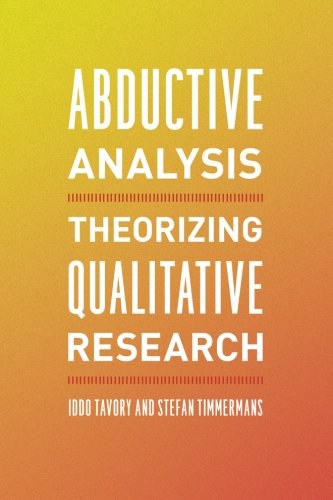 ABDUCTIVE
ANALYSIS
THEORIZING
QUALITATIVE
RESEARCH
IDDO TAVORY AND STEFAN TIMMERMANS